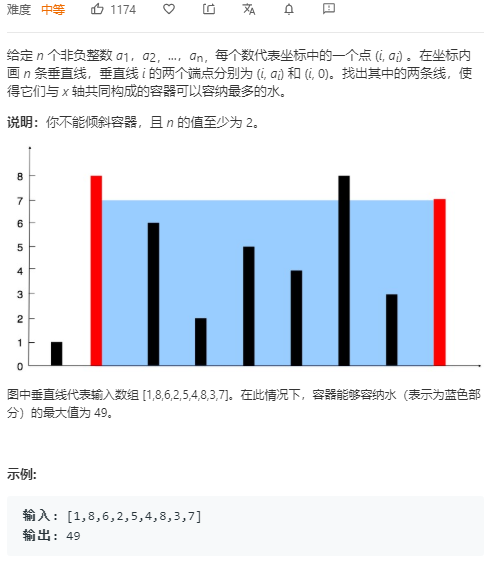 难度 中等 1174
给定 n 个非负整数 a1，a2，...，an，每个数代表坐标中的一个点 (i, ai) 。在坐标内
画 n 条垂直线，垂直线 i 的两个端点分别为 (i, ai) 和 (i, 0)。找出其中的两条线，使
得它们与 x 轴共同构成的容器可以容纳最多的水。
说明：你不能倾斜容器，且 n 的值至少为 2。
8
7
6
5
4
3
2
1
0
图中垂直线代表输入数组 [1,8,6,2,5,4,8,3,7]。在此情况下，容器能够容纳水（表示为蓝色部
分）的最大值为 49。
示例:
输入: [1,8,6,2,5,4,8,3,7]
输出: 49